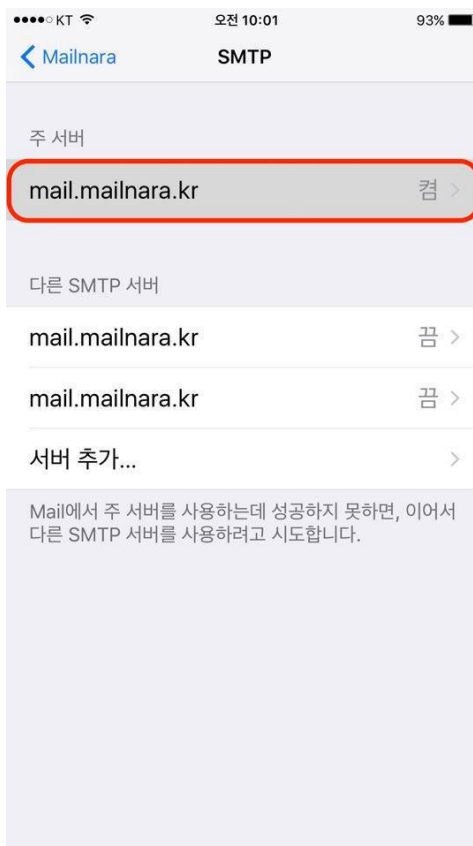 KT 오전 10:01 93%
Mailnara SMTP
주 서버
mail.mailnara.kr 켬
다른 SMTP 서버
mail.mailnara.kr 끔
mail.mailnara.kr 끔
서버 추가...
Mail에서 주 서버를 사용하는데 성공하지 못하면, 이어서
다른 SMTP 서버를 사용하려고 시도합니다.